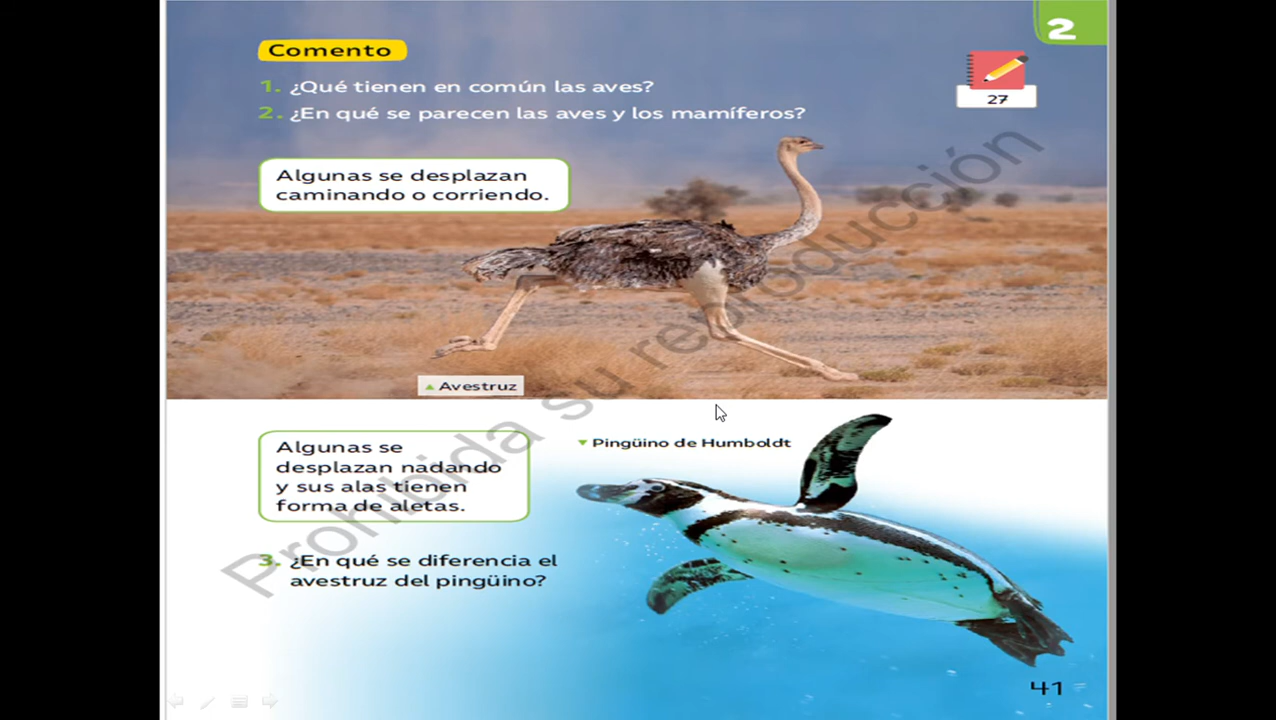 2
Comento
1. ¿Qué tienen en común las aves?
2. ¿En qué se parecen las aves y los mamíferos?
27
Algunas se desplazan
caminando o corriendo.
▲ Avestruz
Prohibida su reproducción
Algunas se
desplazan nadando
y sus alas tienen
forma de aletas.
▼ Pingüino de Humboldt
3. ¿En qué se diferencia el
avestruz del pingüino?
41